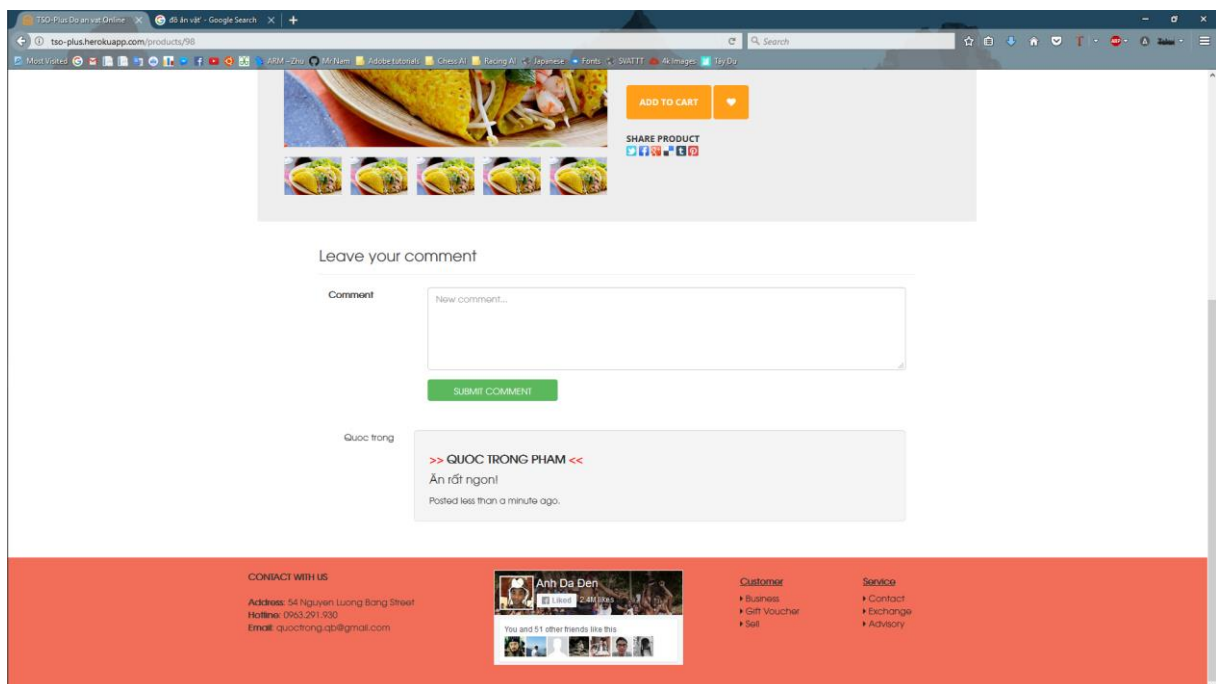 TSO-Plus Do an vat Online
đồ ăn vặt' - Google Search
tso-plus.herokuapp.com/products/98
Search
Most Visited
ARM – Zhu
Mr Nam
Adobe tutorials
Chess AI
Racing AI
Japanese
Fonts
SVATTT
4k Images
Tây Du
ADD TO CART
SHARE PRODUCT
Leave your comment
Comment
New comment...
SUBMIT COMMENT
Quoc trong
>> QUOC TRONG PHAM <<
Ăn rất ngon!
Posted less than a minute ago.
CONTACT WITH US
Address: 54 Nguyen Luong Bang Street
Hotline: 0963.291.930
Email: quoctrong.qb@gmail.com
Anh Da Đen
Liked
2,4M likes
You and 51 other friends like this
Customer
Business
Gift Voucher
Sell
Service
Contact
Exchange
Advisory